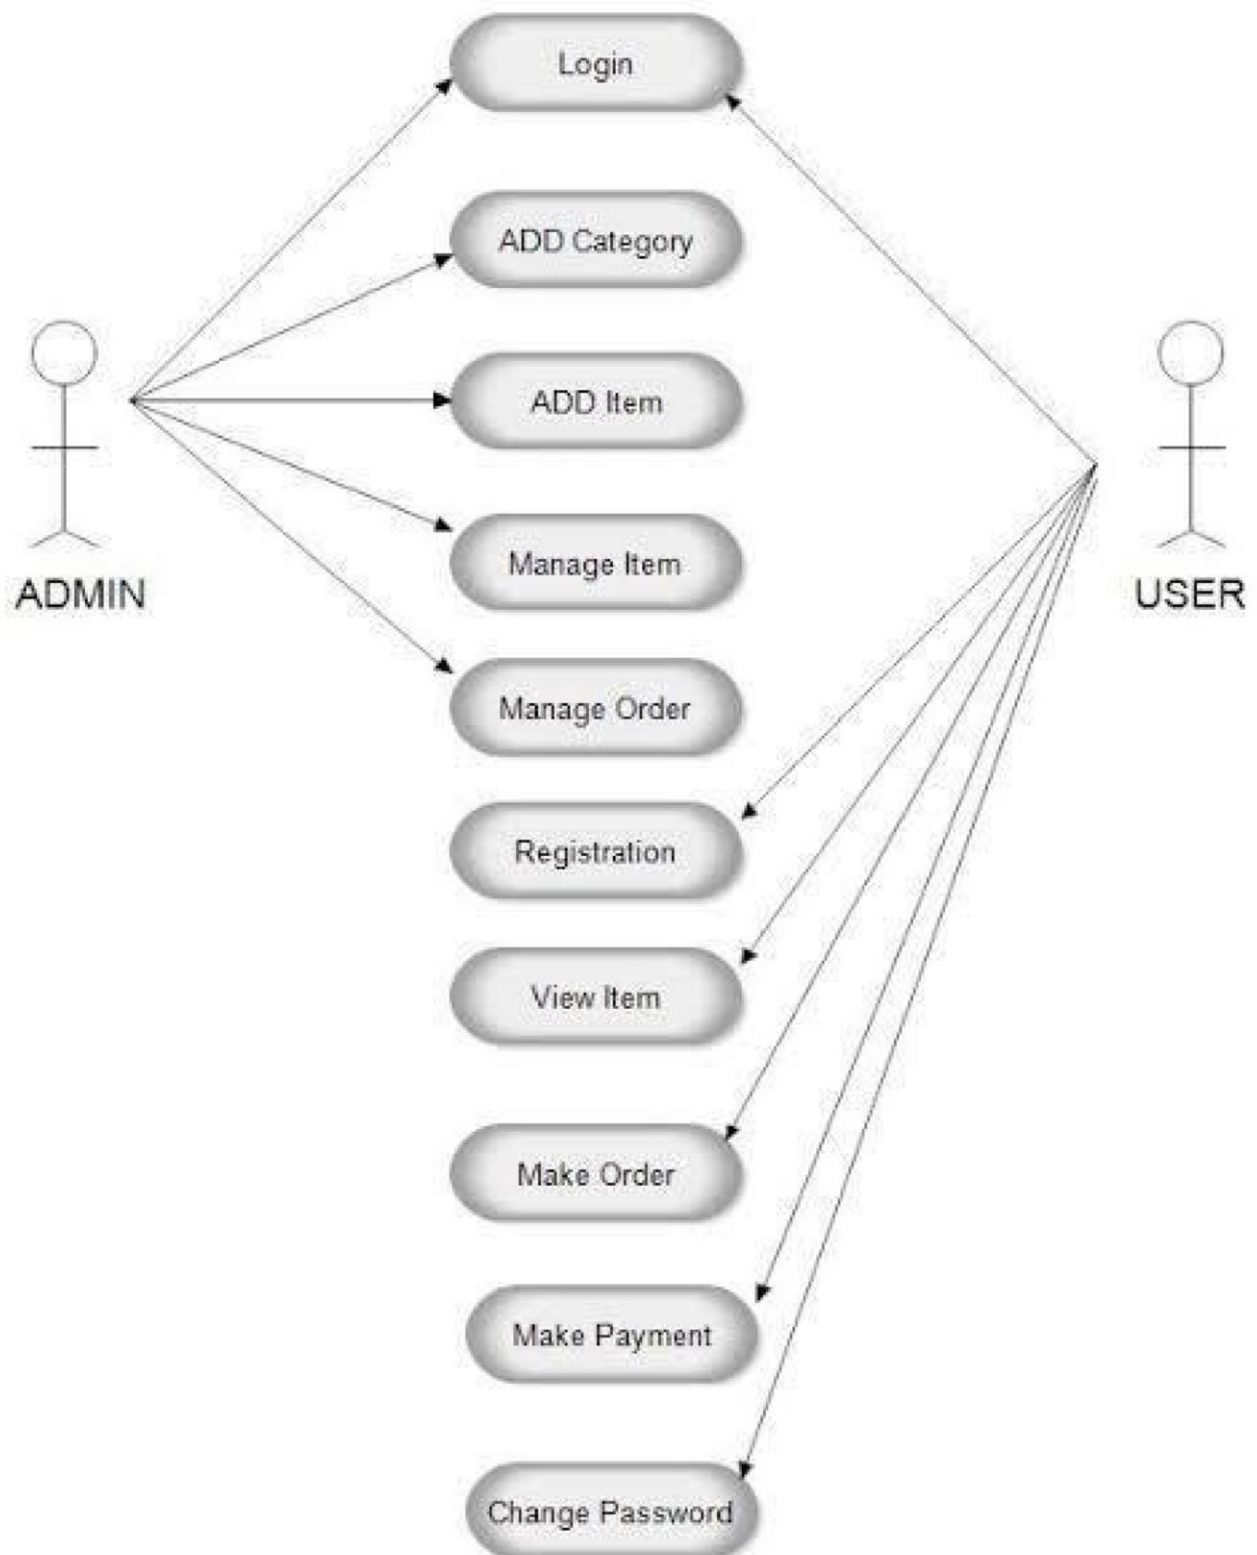 Login
ADD Category
ADD Item
Manage Item
ADMIN
USER
Manage Order
Registration
View Item
Make Order
Make Payment
Change Password